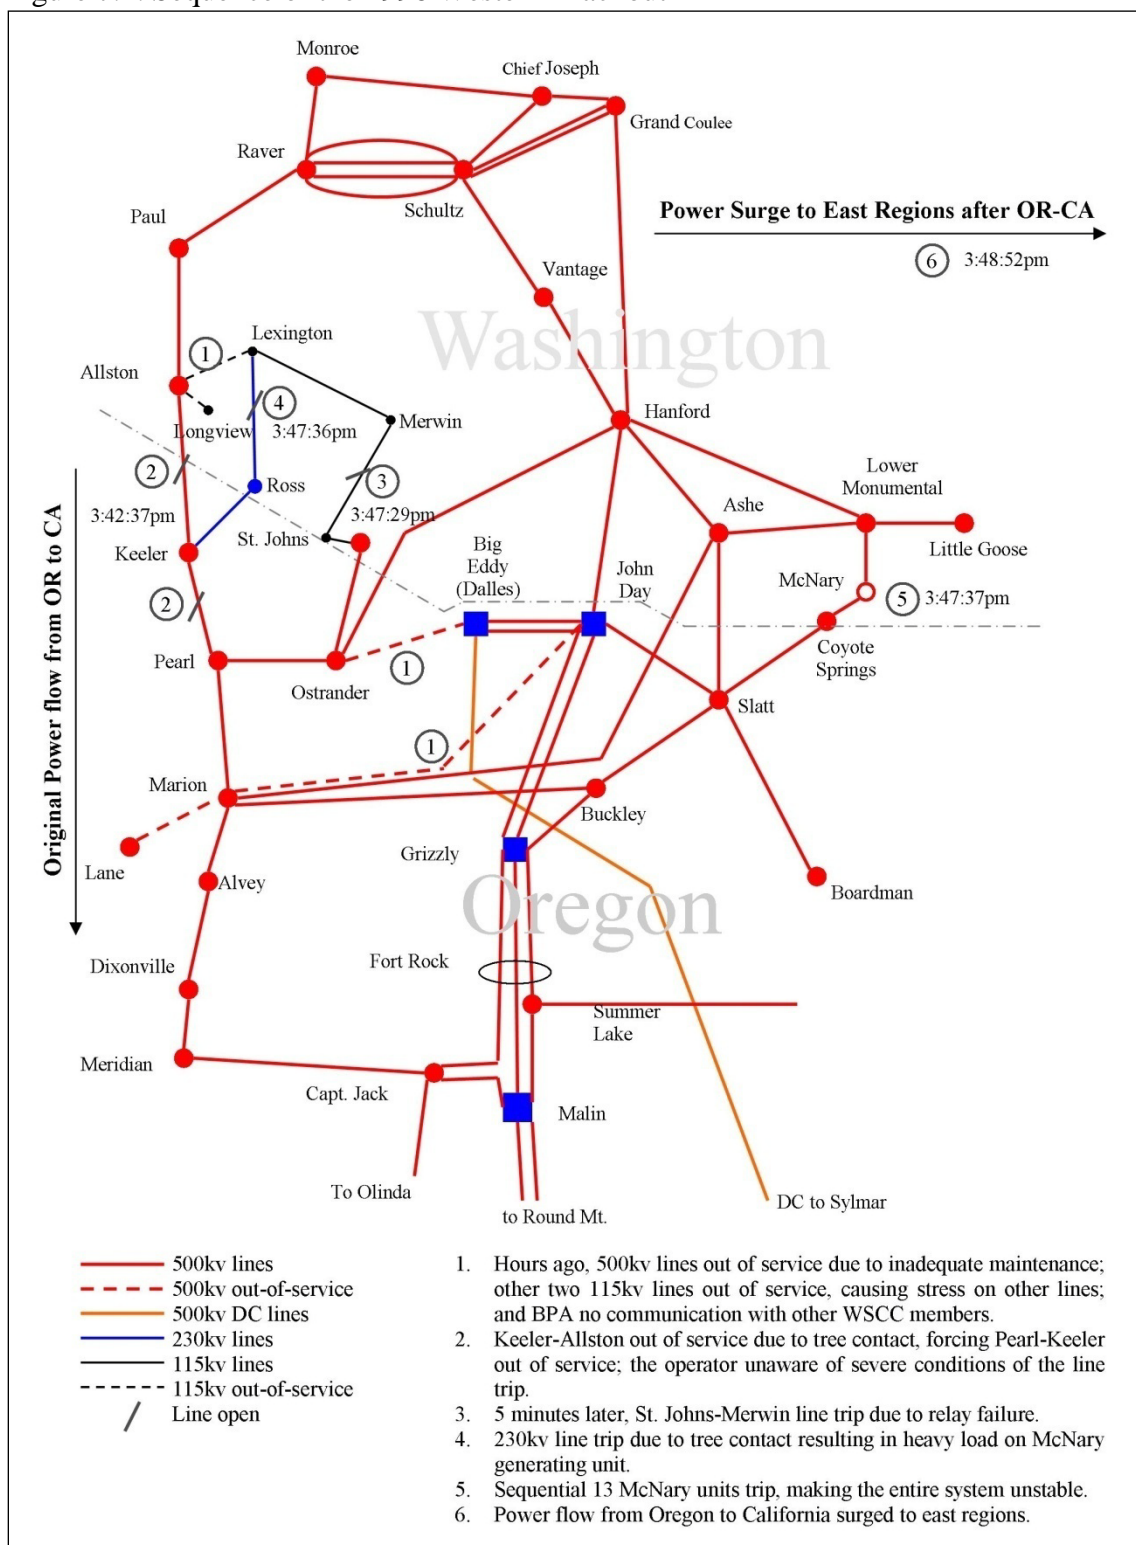 Monroe
Chief Joseph
Grand Coulee
Raver
Schultz
Paul
Power Surge to East Regions after OR-CA
6 3:48:52pm
Vantage
Washington
Lexington
1
Allston
4
Longview
3:47:36pm
Merwin
Hanford
2
3
Lower
Monumental
Ross
Ashe
3:42:37pm
3:47:29pm
St. Johns
Keeler
Big
Eddy
(Dalles)
John
Day
Little Goose
McNary
2
5 3:47:37pm
Coyote
Springs
Pearl
1
Ostrander
Slatt
1
Original Power flow from OR to CA
Marion
Buckley
Grizzly
Lane
Alvey
Oregon
Boardman
Dixonville
Fort Rock
Summer
Lake
Meridian
Capt. Jack
Malin
To Olinda
to Round Mt.
DC to Sylmar
500kv lines
500kv out-of-service
500kv DC lines
230kv lines
115kv lines
115kv out-of-service
Line open
1. Hours ago, 500kv lines out of service due to inadequate maintenance;
other two 115kv lines out of service, causing stress on other lines;
and BPA no communication with other WSCC members.
2. Keeler-Allston out of service due to tree contact, forcing Pearl-Keeler
out of service; the operator unaware of severe conditions of the line
trip.
3. 5 minutes later, St. Johns-Merwin line trip due to relay failure.
4. 230kv line trip due to tree contact resulting in heavy load on McNary
generating unit.
5. Sequential 13 McNary units trip, making the entire system unstable.
6. Power flow from Oregon to California surged to east regions.